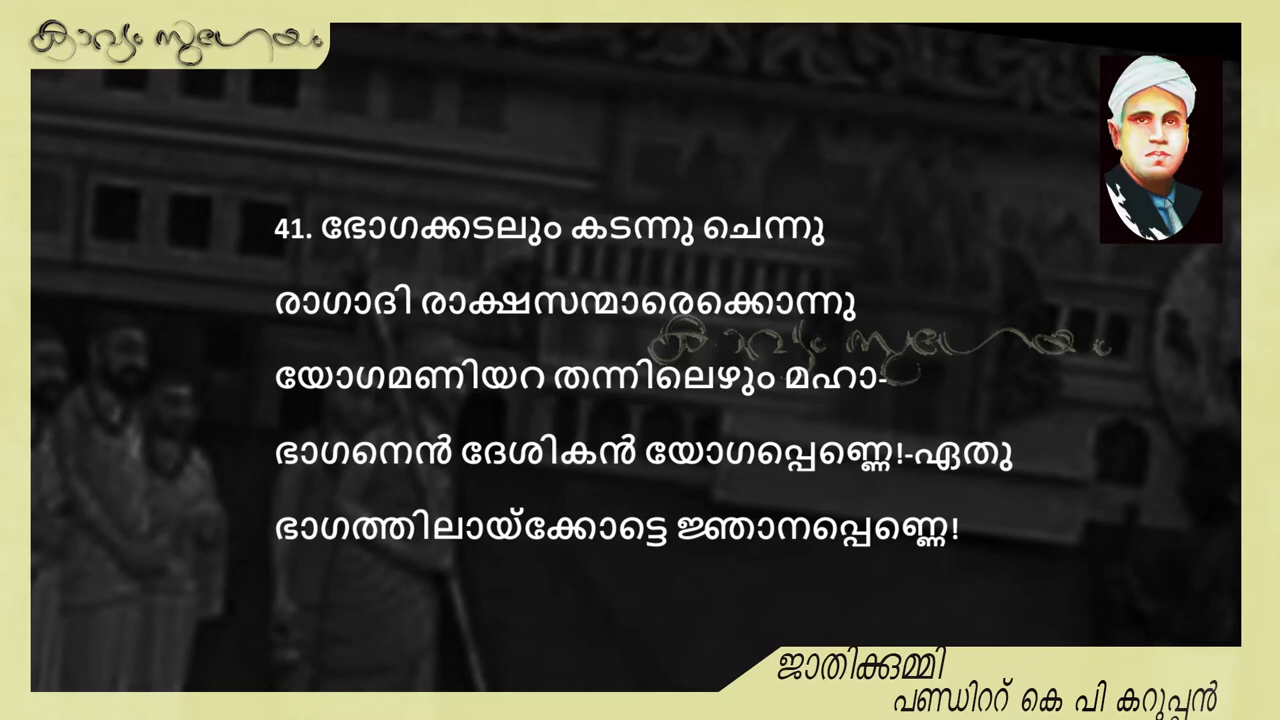 കാവ്യം സുഗേയം
41. ഭോഗക്കടലും കടന്നു ചെന്നു
രാഗാദി രാക്ഷസന്മാരെക്കൊന്നു
കാവ്യം സുഗേയം
യോഗമണിയറ തന്നിലെഴും മഹാ-
ഭാഗനെൻ ദേശികൻ യോഗപ്പെണ്ണെ!-ഏതു
ഭാഗത്തിലായ്ക്കോട്ടെ ജ്ഞാനപ്പെണ്ണെ!
ജാതിക്കുമ്മി
പണ്ഡിററ് കെ പി കറുപ്പൻ